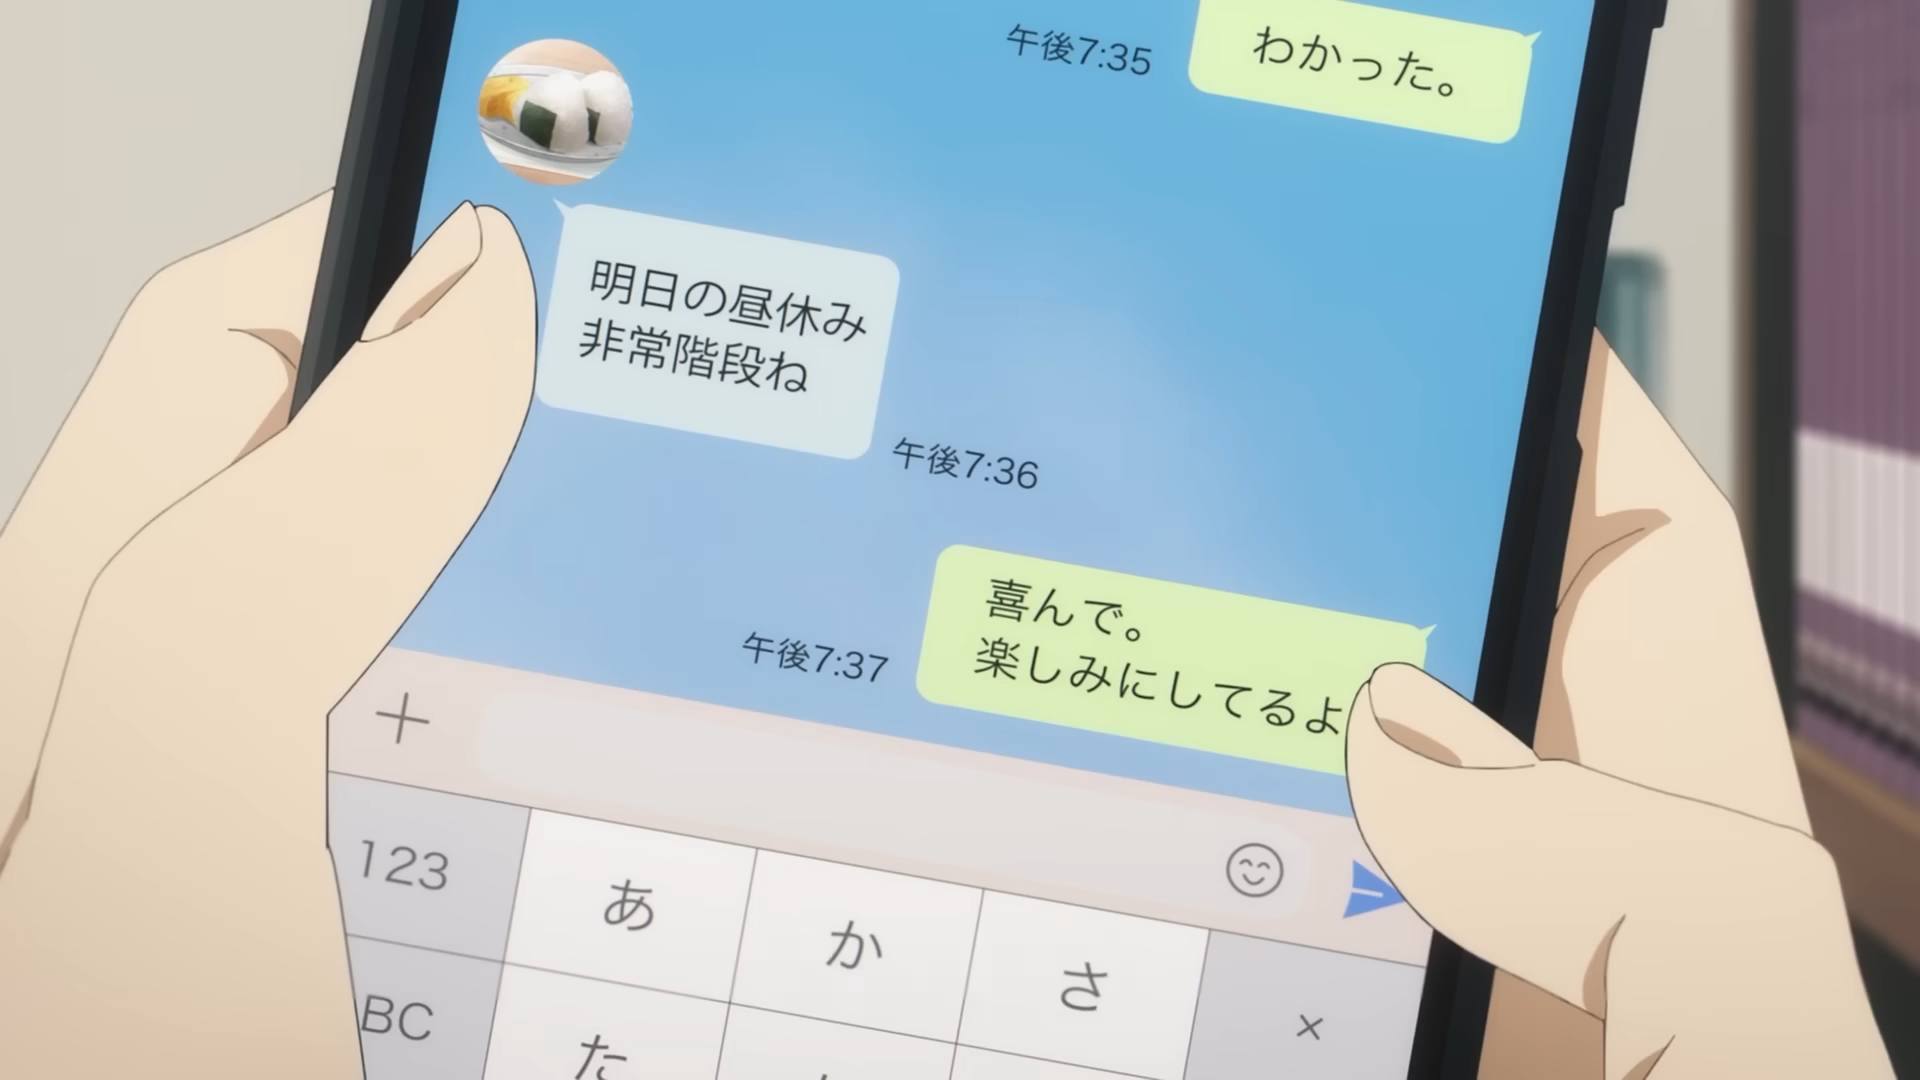 午後7:35
わかった。
明日の昼休み
非常階段ね
午後7:36
喜んで。
楽しみにしてるよ
午後7:37
123
あ
か
さ
×
BC
た